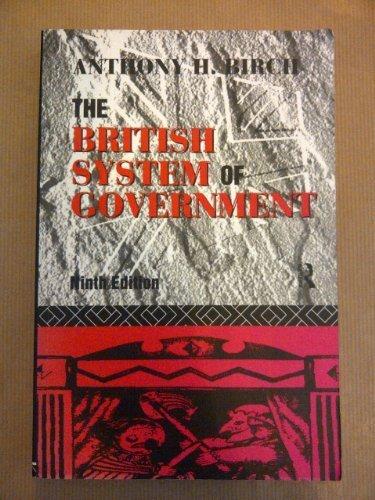 ANTHONY H. BIRCH
THE
BRITISH
SYSTEM OF
GOVERNMENT
Ninth Edition
R